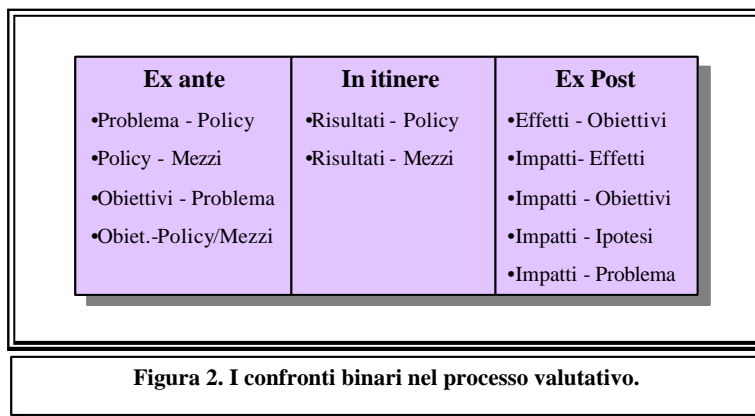 Ex ante
•Problema - Policy
•Policy - Mezzi
•Obiettivi - Problema
•Obiet.-Policy/Mezzi
In itinere
•Risultati - Policy
•Risultati - Mezzi
Ex Post
•Effetti - Obiettivi
•Impatti- Effetti
•Impatti - Obiettivi
•Impatti - Ipotesi
•Impatti - Problema
Figura 2. I confronti binari nel processo valutativo.